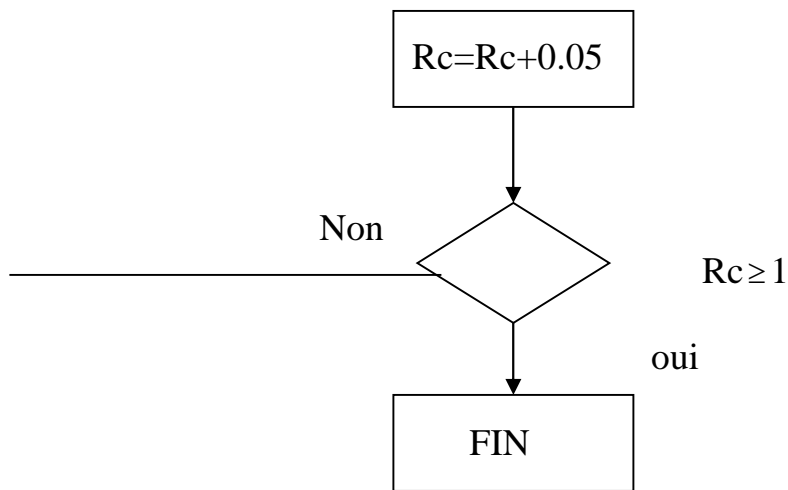 Rc=Rc+0.05
Non
Rc ≥ 1
oui
FIN